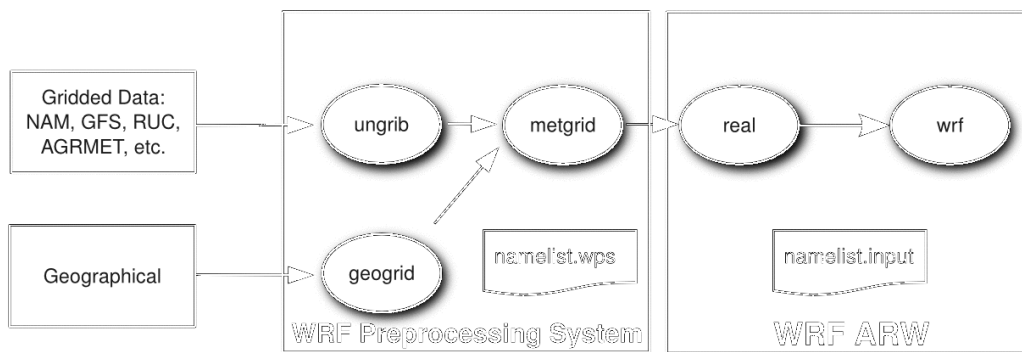 Gridded Data:
NAM, GFS, RUC,
AGRMET, etc.
ungrib
metgrid
real
wrf
Geographical
geogrid
namelist.wps
namelist.input
WRF Preprocessing System
WRF ARW